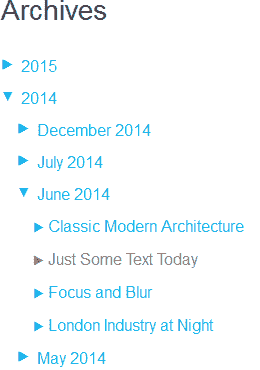 Archives
2015
2014
December 2014
July 2014
June 2014
Classic Modern Architecture
Just Some Text Today
Focus and Blur
London Industry at Night
May 2014